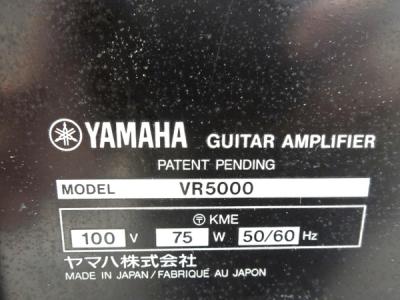 YAMAHA GUITAR AMPLIFIER
PATENT PENDING
MODEL VR5000
〒 KME
100 V 75 W 50/60 Hz
ヤマハ株式会社
MADE IN JAPAN/FABRIQUÉ AU JAPON